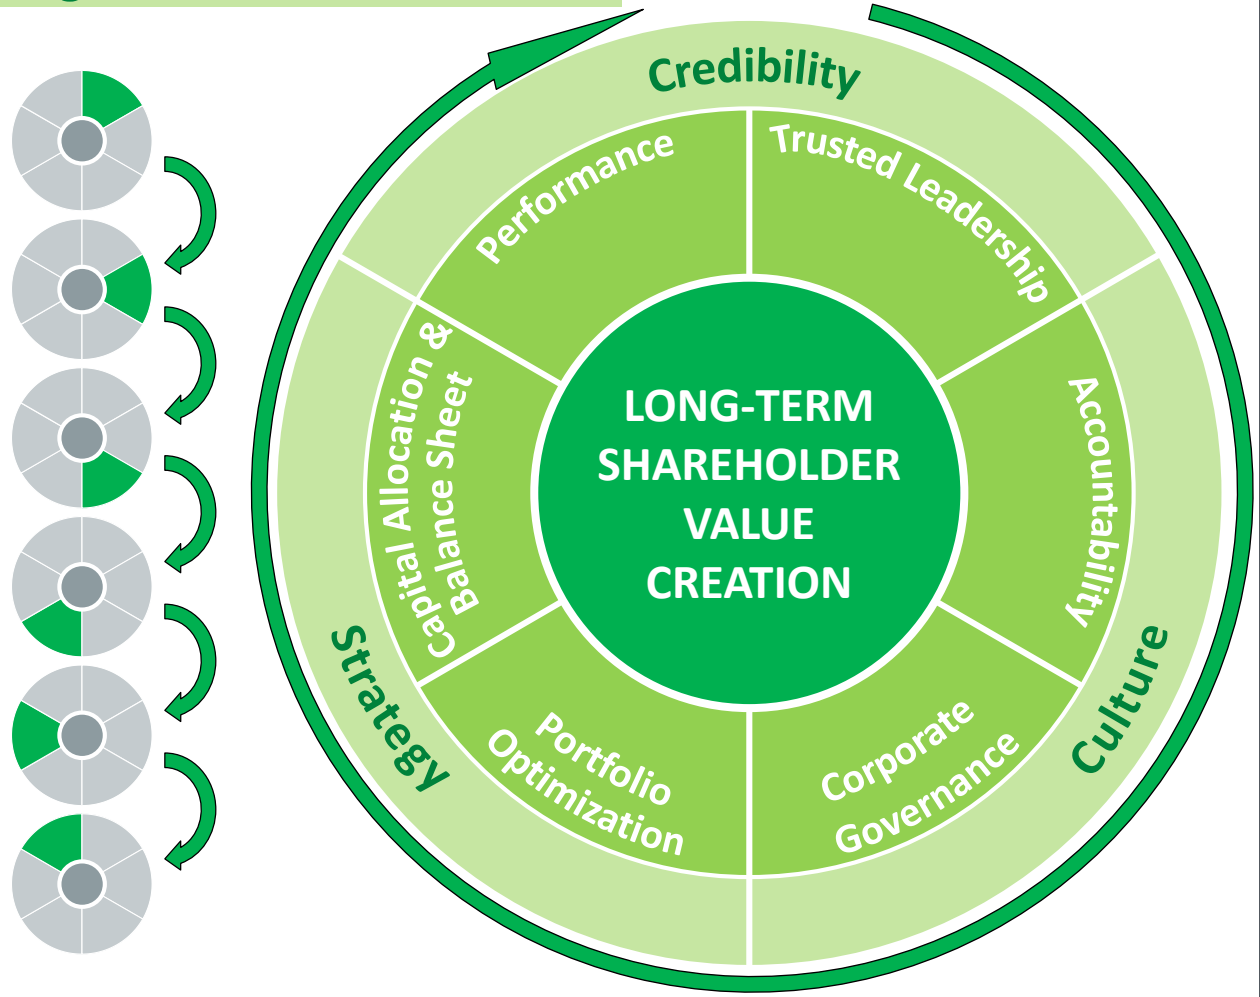 Credibility
Performance
Trusted Leadership
Capital Allocation &
Balance Sheet
Accountability
LONG-TERM
SHAREHOLDER
VALUE
CREATION
Strategy
Culture
Portfolio
Optimization
Corporate
Governance